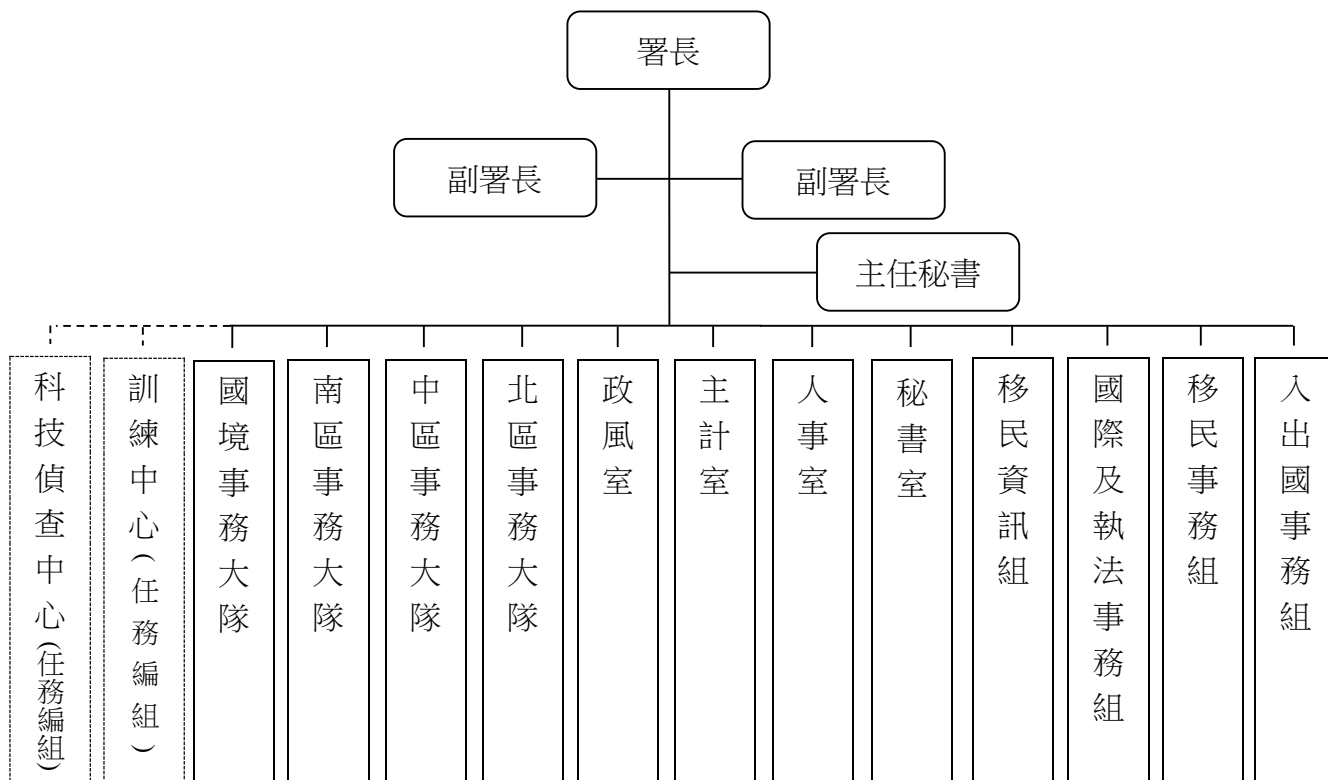 署長
副署長
副署長
主任秘書
科技偵查中心(任務編組)
訓練中心(任務編組)
國境事務大隊
南區事務大隊
中區事務大隊
北區事務大隊
政風室
主計室
人事室
秘書室
移民資訊組
國際及執法事務組
移民事務組
入出國事務組